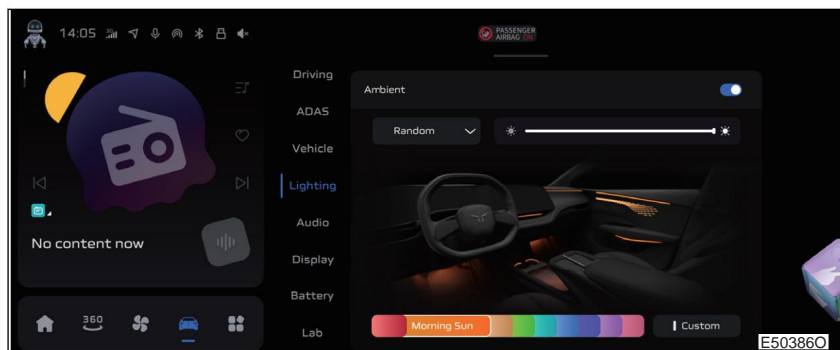 14:05 3G
PASSENGER
AIRBAG ON
Driving
ADAS
Vehicle
Lighting
Audio
Display
Battery
Lab
No content now
360
Ambient
Random
Morning Sun
Custom
E50386O